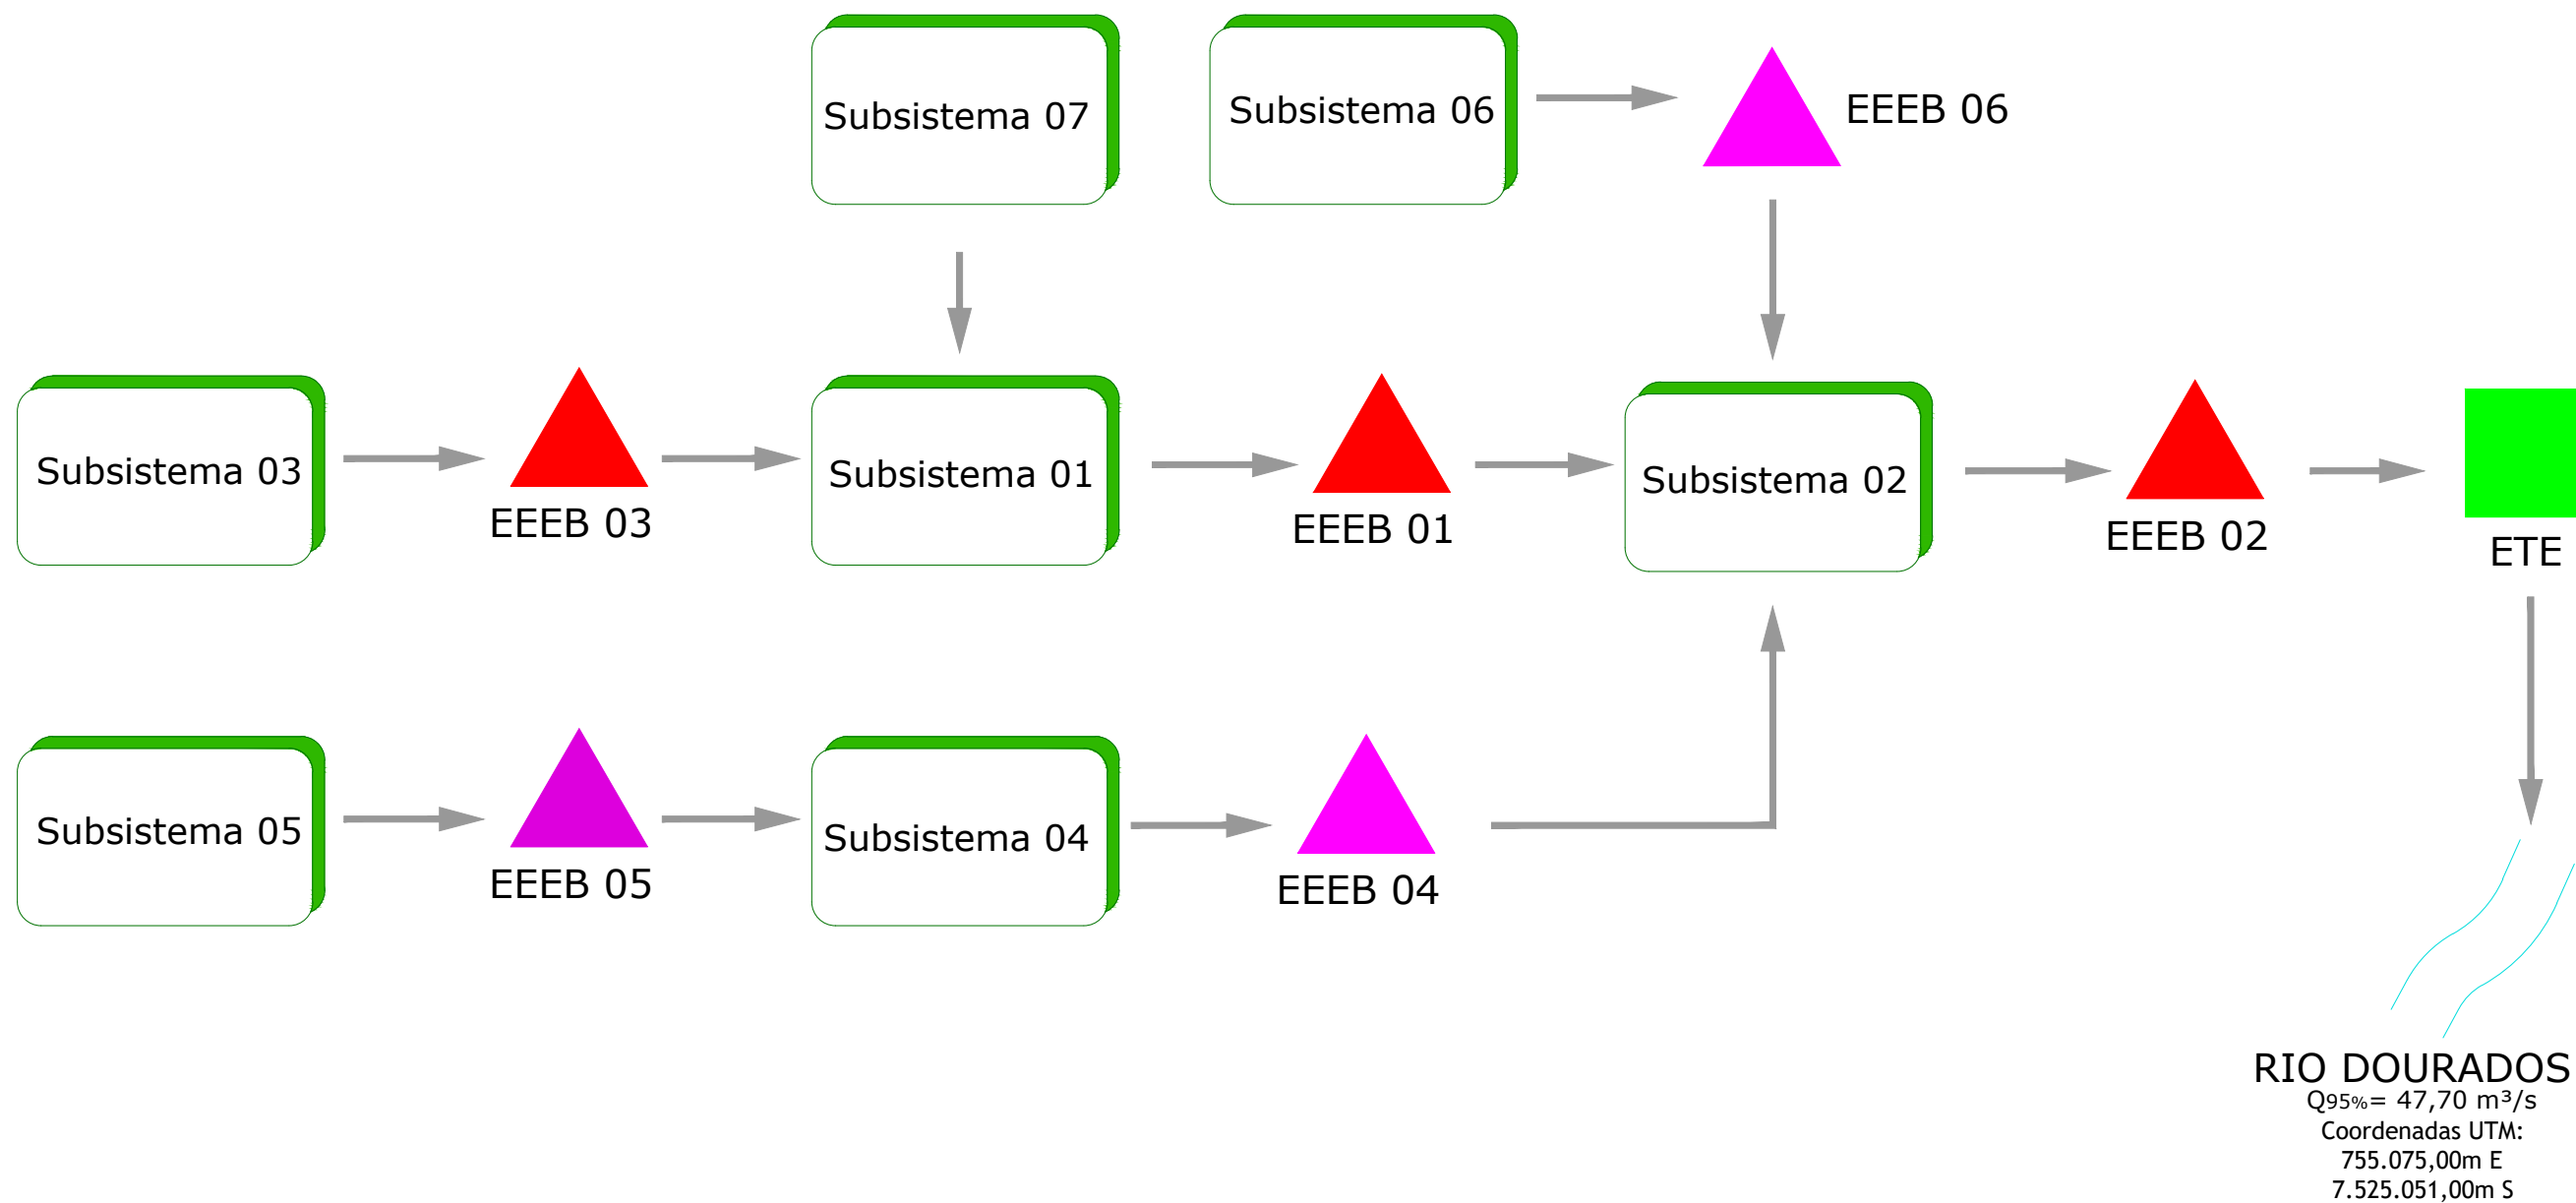 Subsistema 07
Subsistema 06
EEEB 06
Subsistema 03
EEEB 03
Subsistema 01
EEEB 01
Subsistema 02
EEEB 02
ETE
Subsistema 05
EEEB 05
Subsistema 04
EEEB 04
RIO DOURADOS
Q95%= 47,70 m³/s
Coordenadas UTM:
755.075,00m E
7.525.051,00m S